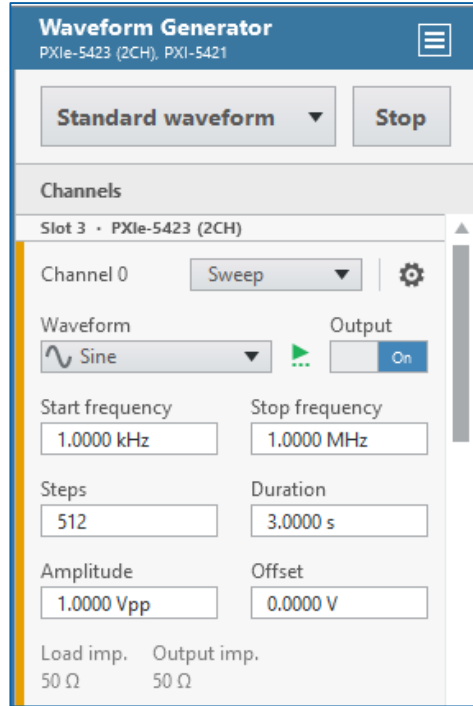 Waveform Generator
PXIe-5423 (2CH), PXI-5421
Standard waveform Stop
Channels
Slot 3 · PXIe-5423 (2CH)
Channel 0 Sweep
Waveform Output
Sine On
Start frequency Stop frequency
1.0000 kHz 1.0000 MHz
Steps Duration
512 3.0000 s
Amplitude Offset
1.0000 Vpp 0.0000 V
Load imp. Output imp.
50 Ω 50 Ω